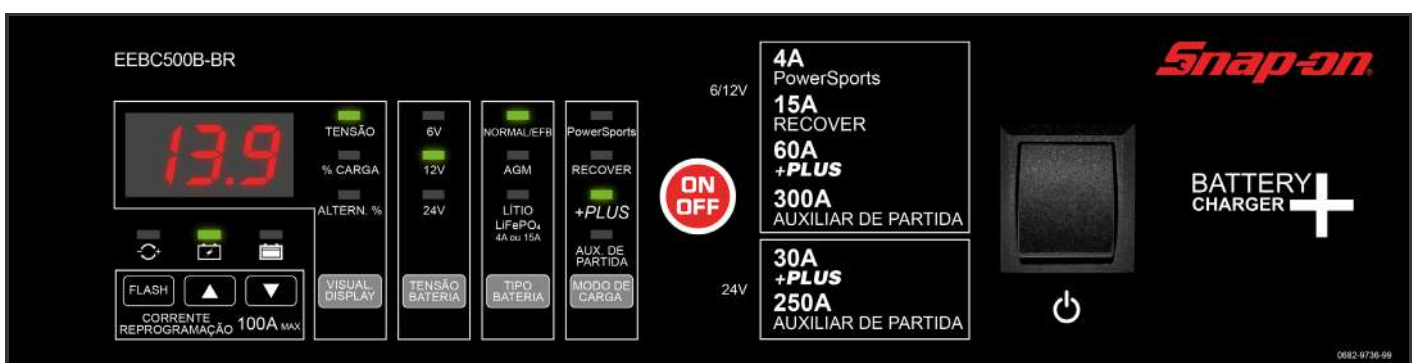 EEBC500B-BR
13.9
TENSÃO
% CARGA
ALTERN. %
VISUAL.
DISPLAY
6V
12V
24V
TENSÃO
BATERIA
NORMAL/EFB
AGM
LÍTIO
LiFePO₄
4A ou 15A
TIPO
BATERIA
PowerSports
RECOVER
+PLUS
AUX. DE
PARTIDA
MODO DE
CARGA
FLASH
CORRENTE
REPROGRAMAÇÃO 100A MAX
ON
OFF
6/12V
4A
PowerSports
15A
RECOVER
60A
+PLUS
300A
AUXILIAR DE PARTIDA
24V
30A
+PLUS
250A
AUXILIAR DE PARTIDA
Snap-on®
BATTERY
CHARGER
0682-9736-99